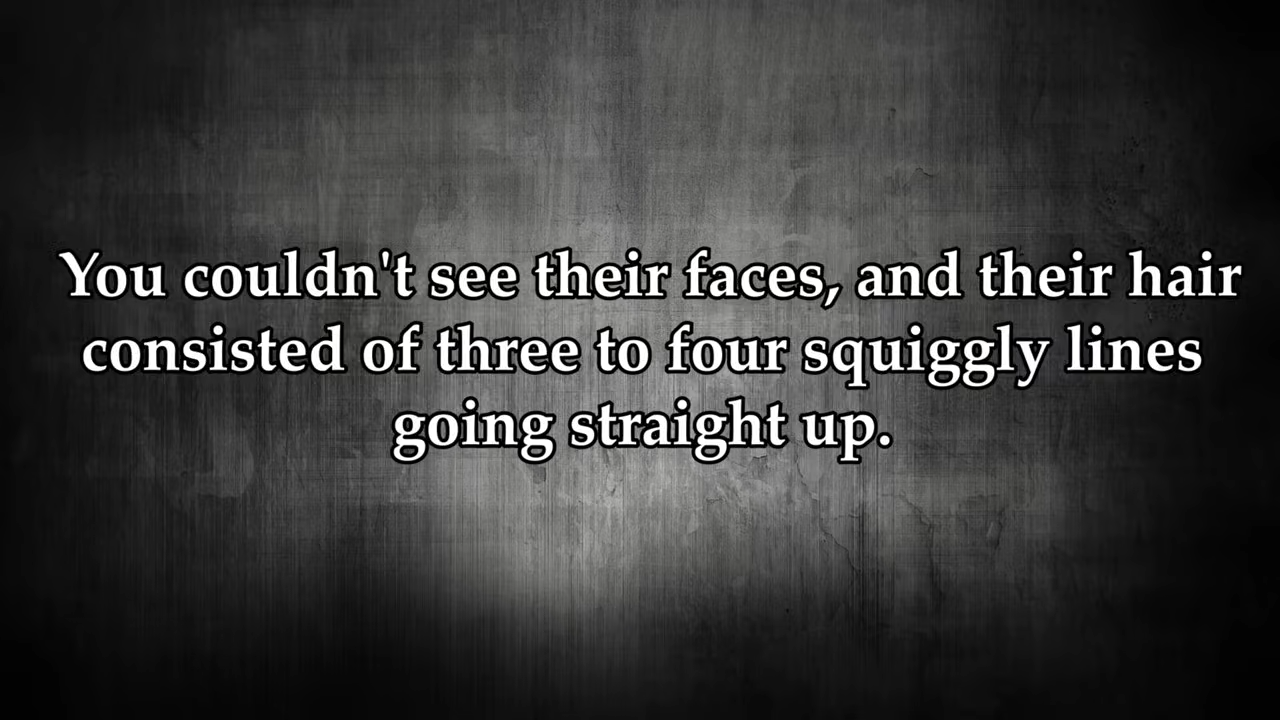 You couldn't see their faces, and their hair
consisted of three to four squiggly lines
going straight up.